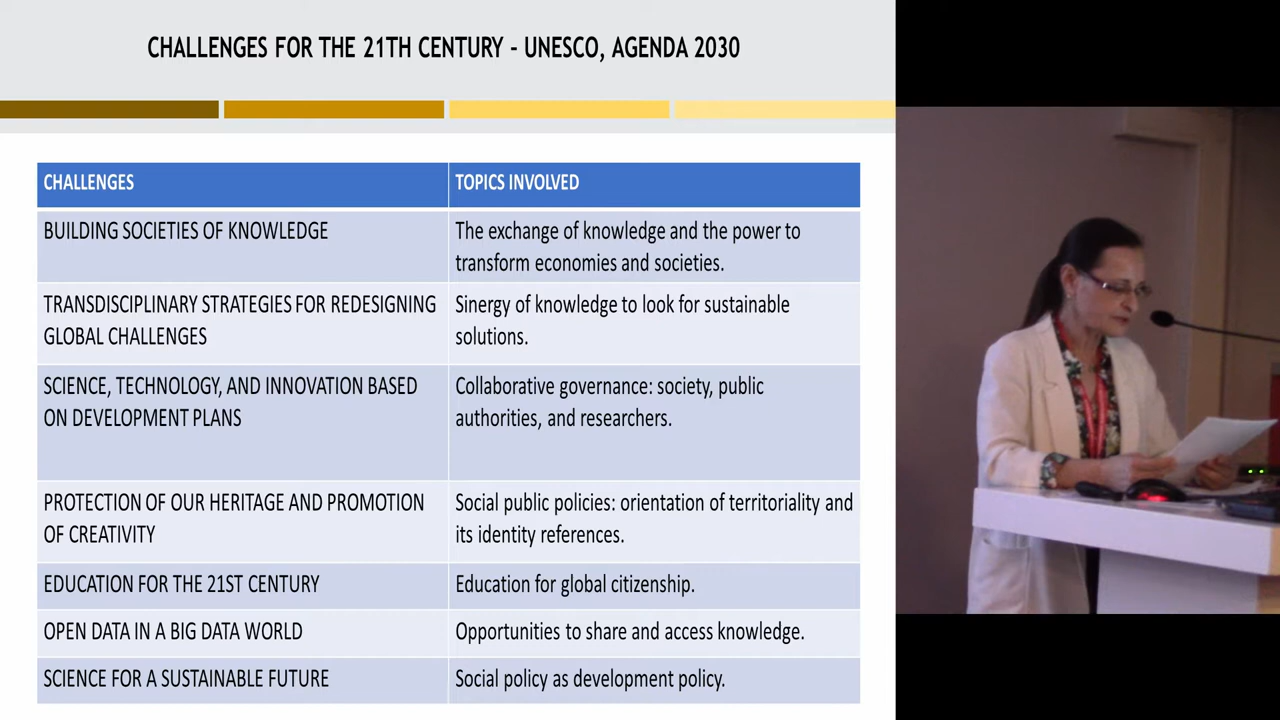 CHALLENGES FOR THE 21TH CENTURY - UNESCO, AGENDA 2030
CHALLENGES
TOPICS INVOLVED
BUILDING SOCIETIES OF KNOWLEDGE
The exchange of knowledge and the power to
transform economies and societies.
TRANSDISCIPLINARY STRATEGIES FOR REDESIGNING
GLOBAL CHALLENGES
Sinergy of knowledge to look for sustainable
solutions.
SCIENCE, TECHNOLOGY, AND INNOVATION BASED
ON DEVELOPMENT PLANS
Collaborative governance: society, public
authorities, and researchers.
PROTECTION OF OUR HERITAGE AND PROMOTION
OF CREATIVITY
Social public policies: orientation of territoriality and
its identity references.
EDUCATION FOR THE 21ST CENTURY
Education for global citizenship.
OPEN DATA IN A BIG DATA WORLD
Opportunities to share and access knowledge.
SCIENCE FOR A SUSTAINABLE FUTURE
Social policy as development policy.